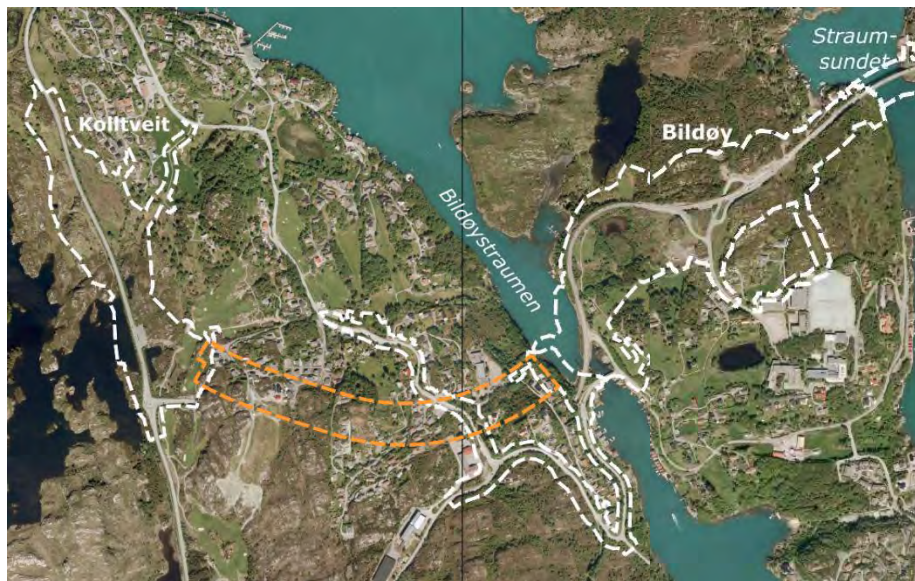 Straum-
sundet
Kolltveit
Bildøy
Bildøystraumen